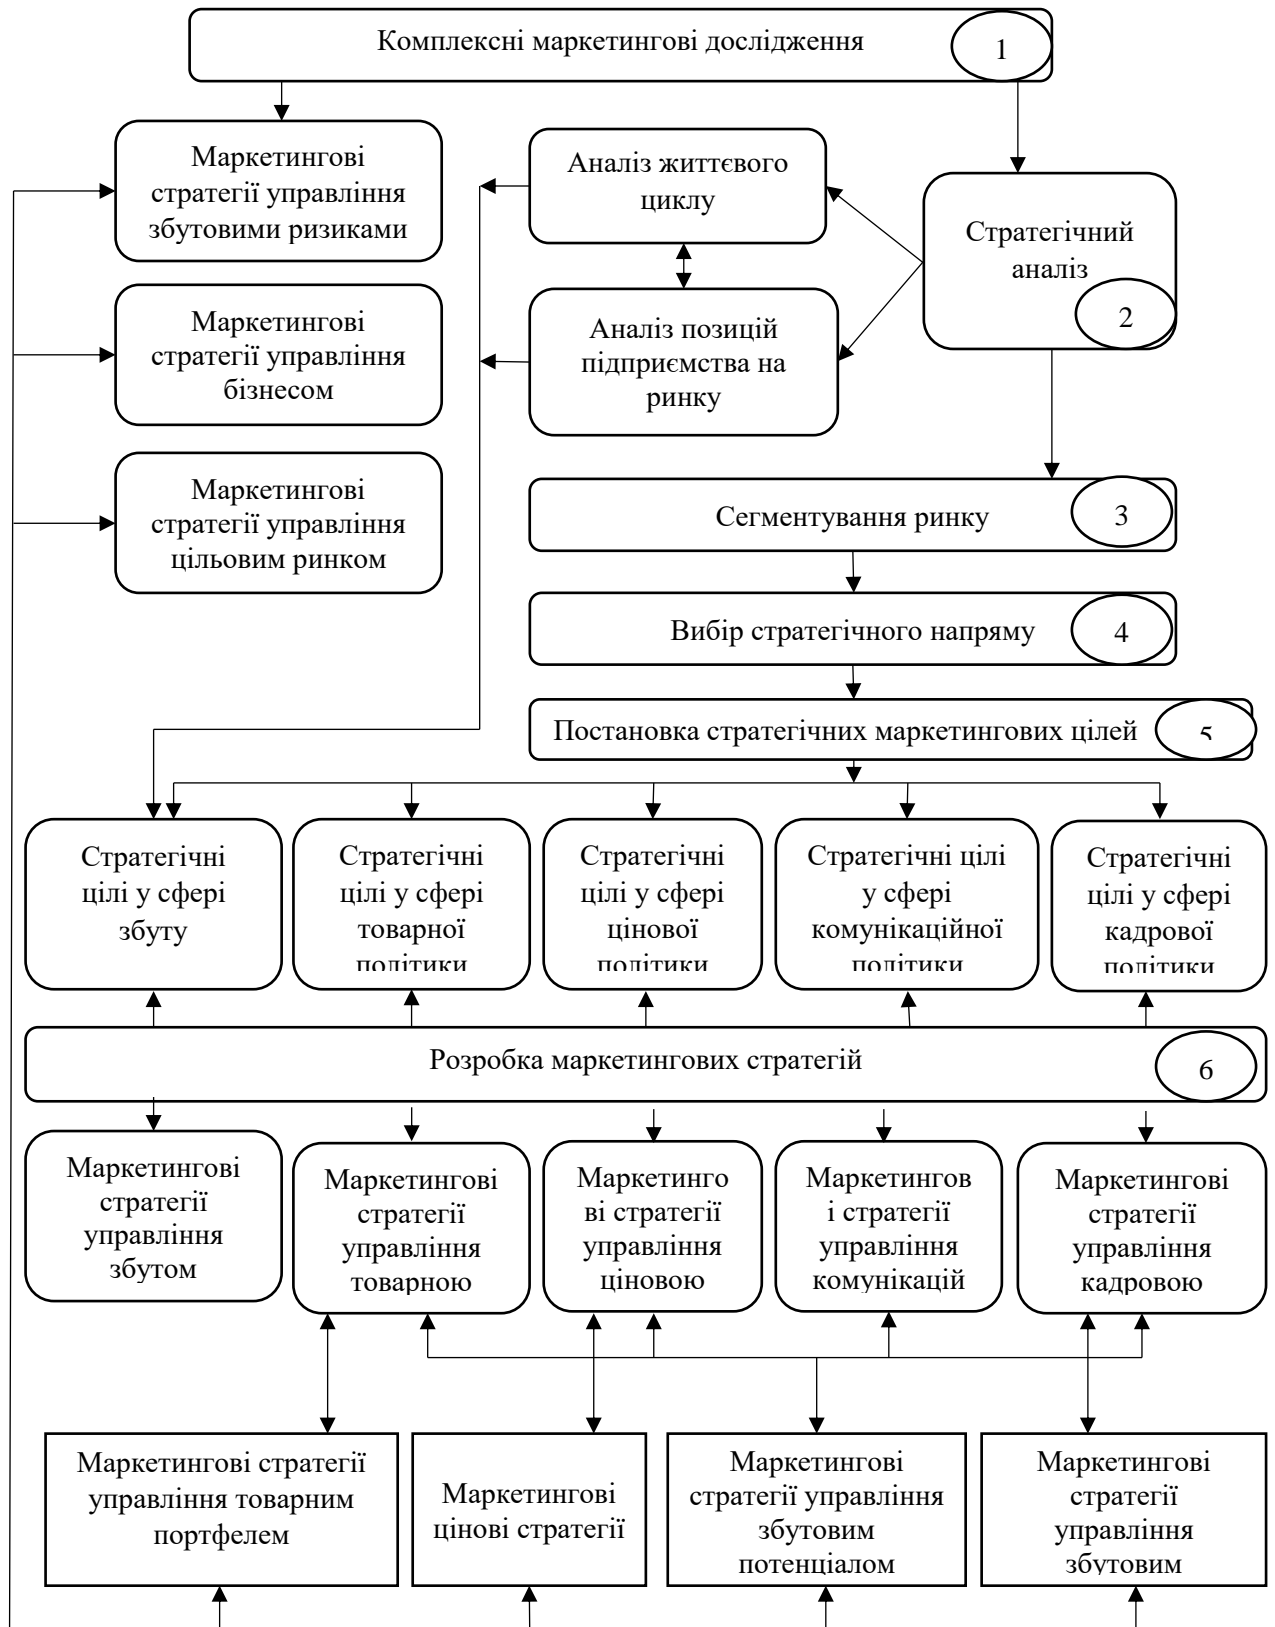 Комплексні маркетингові дослідження
1
Маркетингові
стратегії управління
збутовими ризиками
Аналіз життєвого
циклу
Стратегічний
аналіз
2
Маркетингові
стратегії управління
бізнесом
Аналіз позицій
підприємства на
ринку
Маркетингові
стратегії управління
цільовим ринком
Сегментування ринку
3
Вибір стратегічного напряму
4
Постановка стратегічних маркетингових цілей
5
Стратегічні
цілі у сфері
збуту
Стратегічні
цілі у сфері
товарної
політики
Стратегічні
цілі у сфері
цінової
політики
Стратегічні цілі
у сфері
комунікаційної
політики
Стратегічні
цілі у сфері
кадрової
політики
Розробка маркетингових стратегій
6
Маркетингові
стратегії
управління
збутом
Маркетингові
стратегії
управління
товарною
Маркетинго
ві стратегії
управління
ціновою
Маркетингов
і стратегії
управління
комунікацій
Маркетингові
стратегії
управління
кадровою
Маркетингові стратегії
управління товарним
портфелем
Маркетингові
цінові стратегії
Маркетингові
стратегії управління
збутовим
потенціалом
Маркетингові
стратегії
управління
збутовим